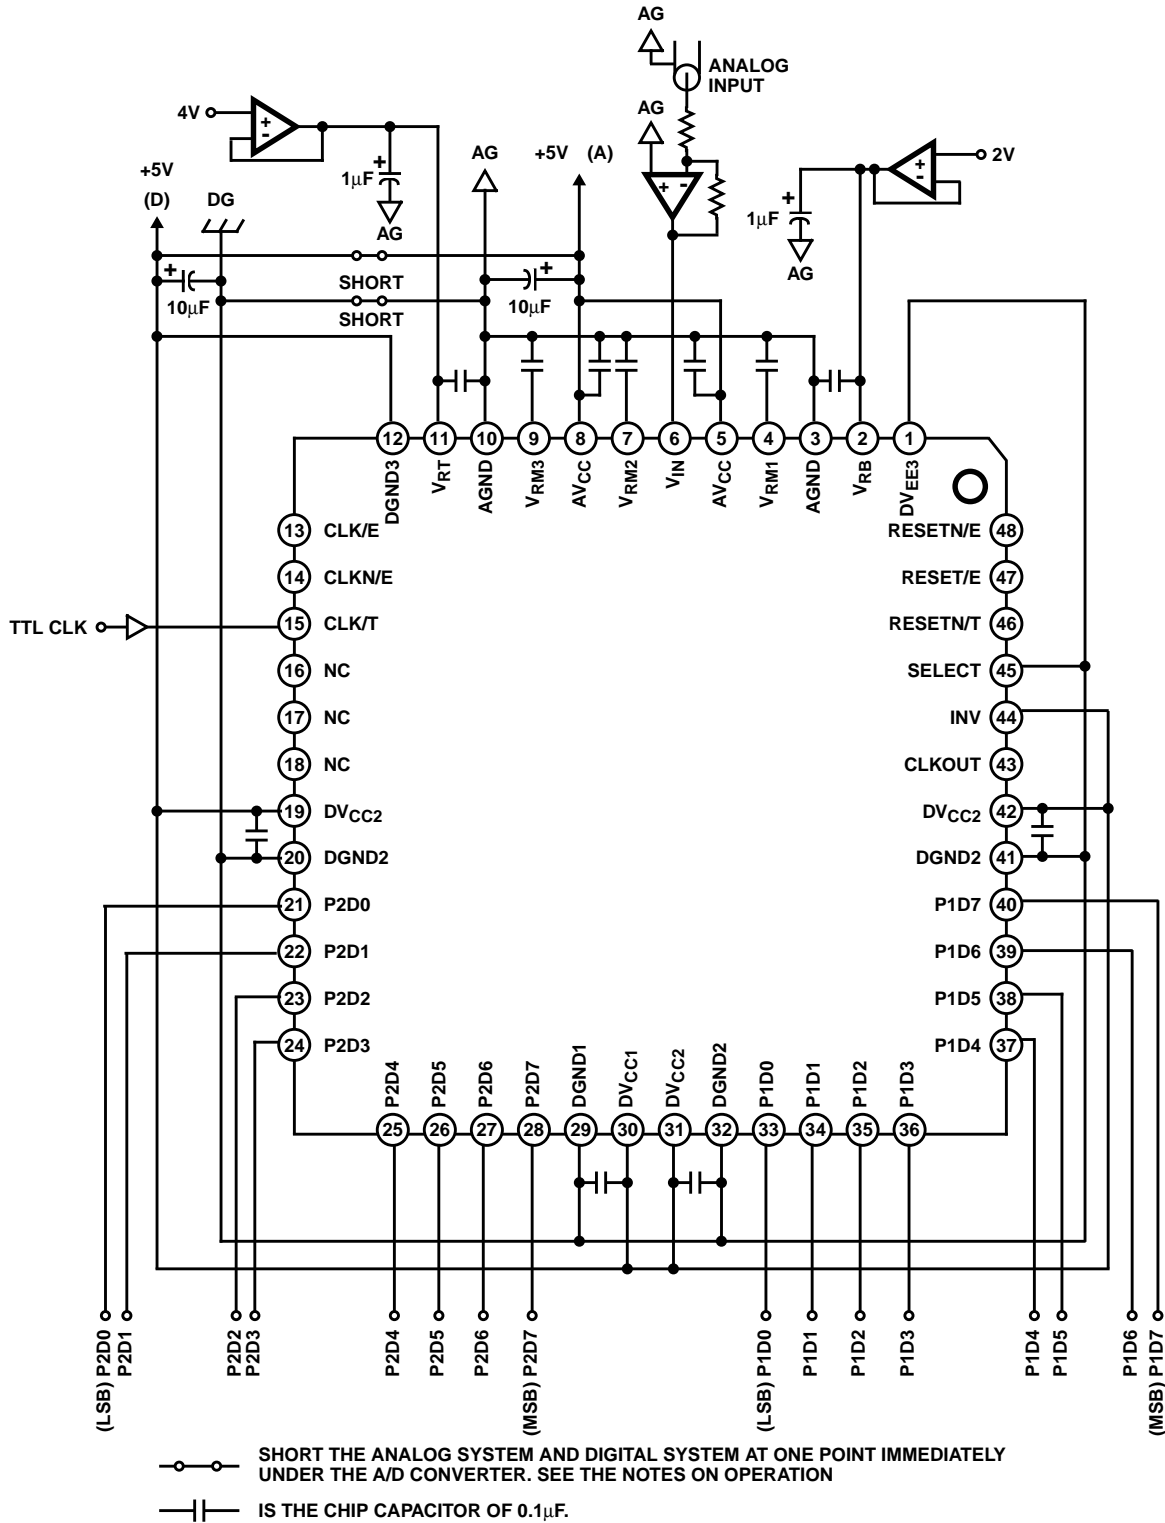 AG
ANALOG
INPUT
4V
AG
2V
+5V
(D)
DG
AG
+5V (A)
1μF
AG
1μF
AG
SHORT
10μF
SHORT
10μF
12
11
10
9
8
7
6
5
4
3
2
1
DGND3
VRT
AGND
VRM3
AVCC
VRM2
VIN
AVCC
VRM1
AGND
VRB
DVEE3
13 CLK/E
14 CLKN/E
TTL CLK
15 CLK/T
16 NC
17 NC
18 NC
19 DVCC2
20 DGND2
21 P2D0
22 P2D1
23 P2D2
24 P2D3
RESETN/E 48
RESET/E 47
RESETN/T 46
SELECT 45
INV 44
CLKOUT 43
DVCC2 42
DGND2 41
P1D7 40
P1D6 39
P1D5 38
P1D4 37
P2D4
P2D5
P2D6
P2D7
DGND1
DVCC1
DVCC2
DGND2
P1D0
P1D1
P1D2
P1D3
25
26
27
28
29
30
31
32
33
34
35
36
(LSB) P2D0
P2D1
P2D2
P2D3
P2D4
P2D5
P2D6
(MSB) P2D7
(LSB) P1D0
P1D1
P1D2
P1D3
P1D4
P1D5
P1D6
(MSB) P1D7
SHORT THE ANALOG SYSTEM AND DIGITAL SYSTEM AT ONE POINT IMMEDIATELY
UNDER THE A/D CONVERTER. SEE THE NOTES ON OPERATION
IS THE CHIP CAPACITOR OF 0.1μF.